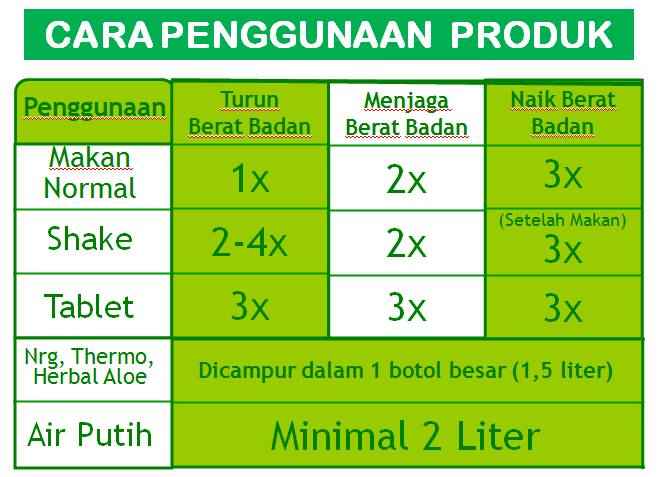 CARA PENGGUNAAN PRODUK
Penggunaan
Turun
Berat Badan
Menjaga
Berat Badan
Naik Berat
Badan
Makan
Normal
1x
2x
3x
Shake
2-4x
2x
(Setelah Makan)
3x
Tablet
3x
3x
3x
Nrg, Thermo,
Herbal Aloe
Dicampur dalam 1 botol besar (1,5 liter)
Air Putih
Minimal 2 Liter